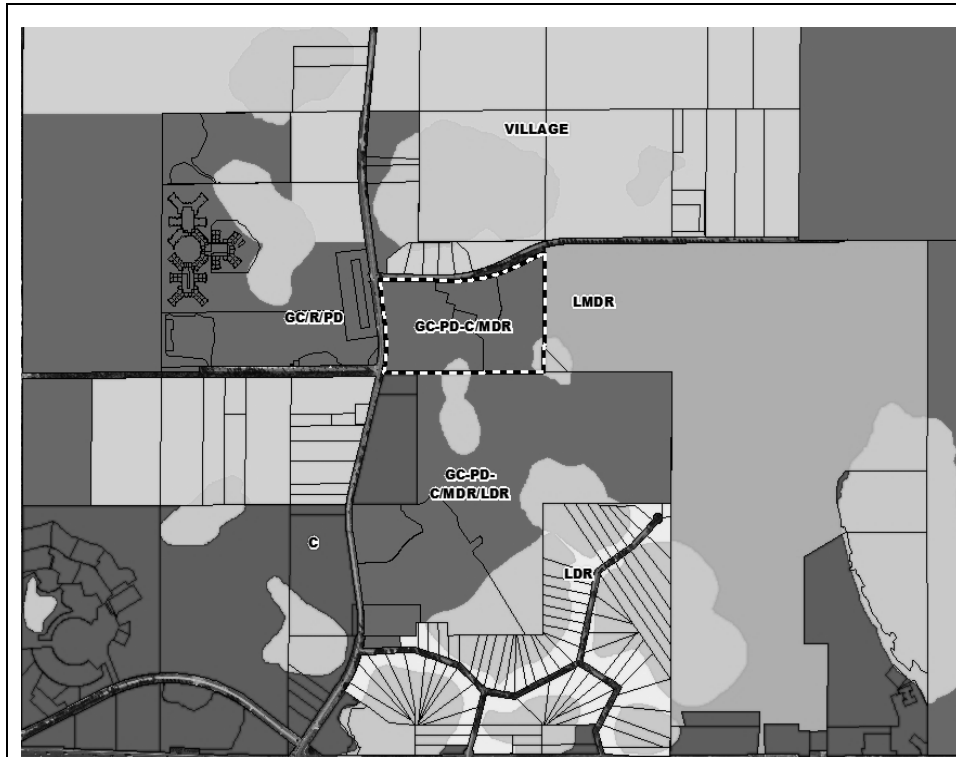 VILLAGE
LMDR
GC/R/PD
GC-PD-C/MDR
GC-PD-
C/MDR/LDR
C
LDR